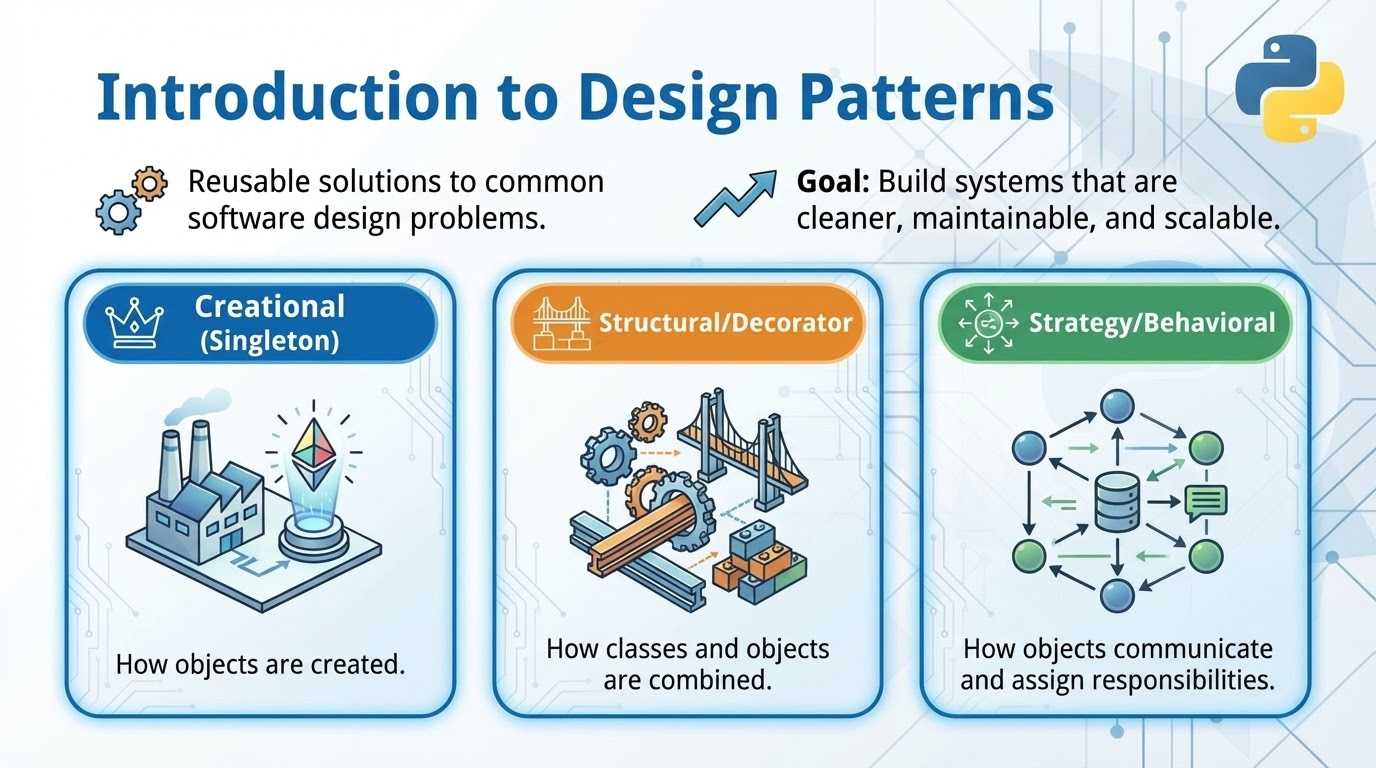 Introduction to Design Patterns
Reusable solutions to common
software design problems.
Goal: Build systems that are
cleaner, maintainable, and scalable.
Creational
(Singleton)
How objects are created.
Structural/Decorator
How classes and objects
are combined.
Strategy/Behavioral
How objects communicate
and assign responsibilities.